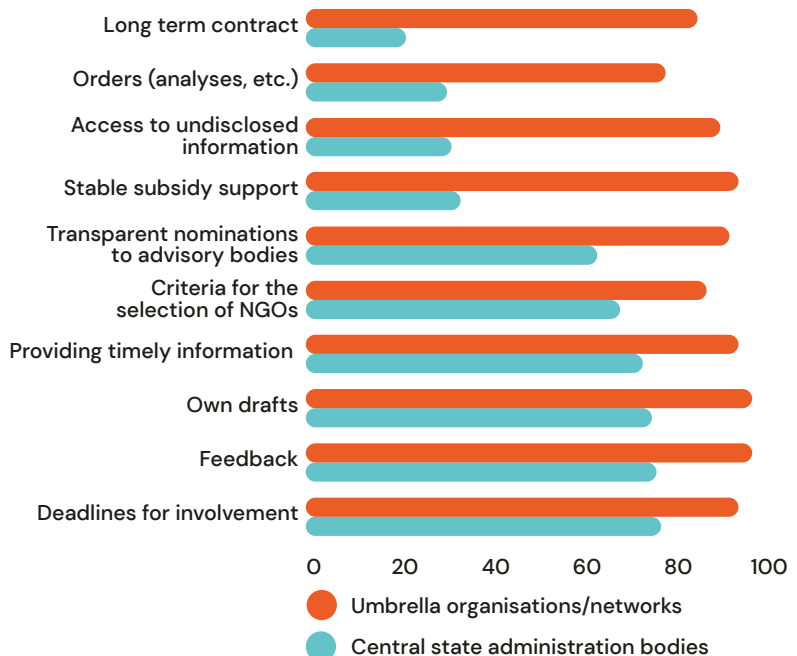 Long term contract
Orders (analyses, etc.)
Access to undisclosed
information
Stable subsidy support
Transparent nominations
to advisory bodies
Criteria for the
selection of NGOs
Providing timely information
Own drafts
Feedback
Deadlines for involvement
0 20 40 60 80 100
Umbrella organisations/networks
Central state administration bodies